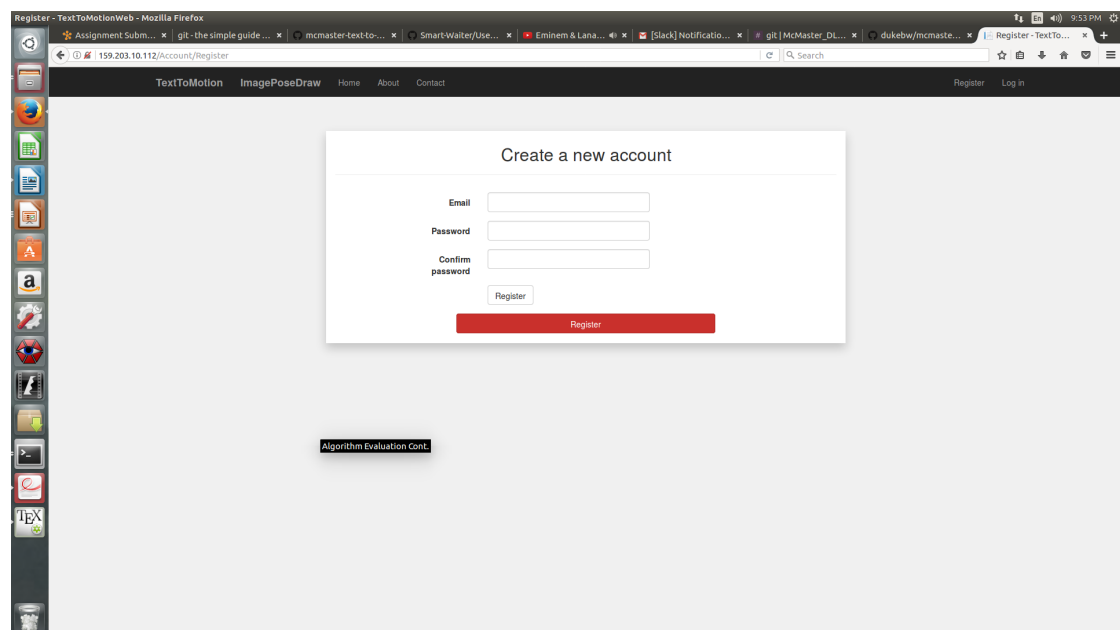 Register - TextToMotionWeb - Mozilla Firefox
En 9:53 PM
Assignment Subm... git - the simple guide ... mcmaster-text-to-... Smart-Waiter/Use... Eminem & Lana... [Slack] Notificatio... git | McMaster_DL... dukebw/mcmaste... Register - TextTo...
159.203.10.112/Account/Register
Search
TextToMotion ImagePoseDraw Home About Contact Register Log in
Create a new account
Email
Password
Confirm
password
Register
Register
Algorithm Evaluation Cont.
a
TEX